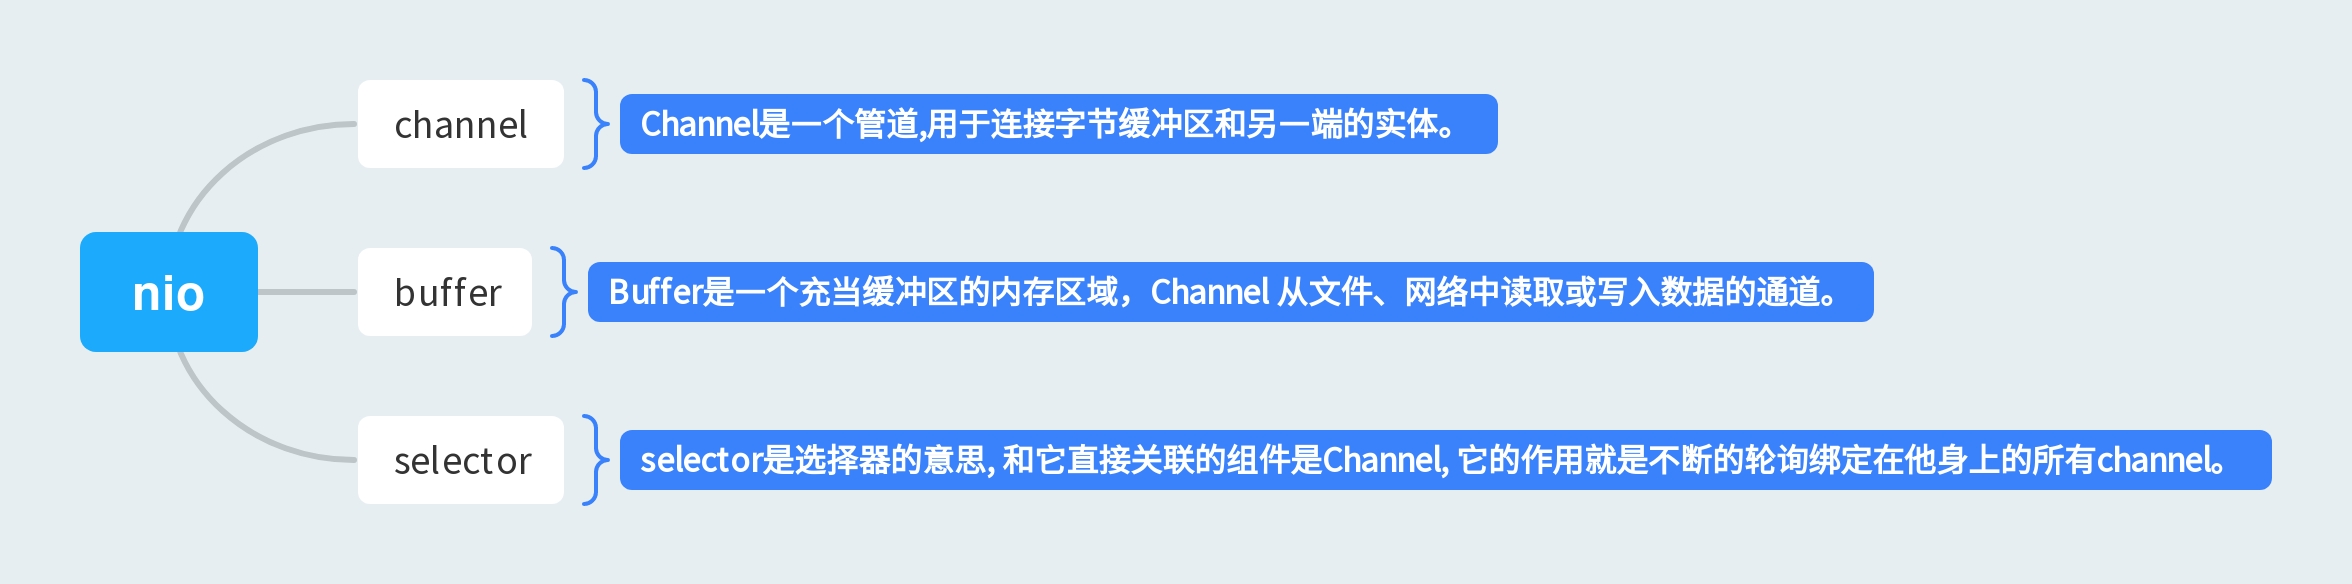 channel
Channel是一个管道,用于连接字节缓冲区和另一端的实体。
nio
buffer
Buffer是一个充当缓冲区的内存区域，Channel 从文件、网络中读取或写入数据的通道。
selector
selector是选择器的意思, 和它直接关联的组件是Channel, 它的作用就是不断的轮询绑定在他身上的所有channel。